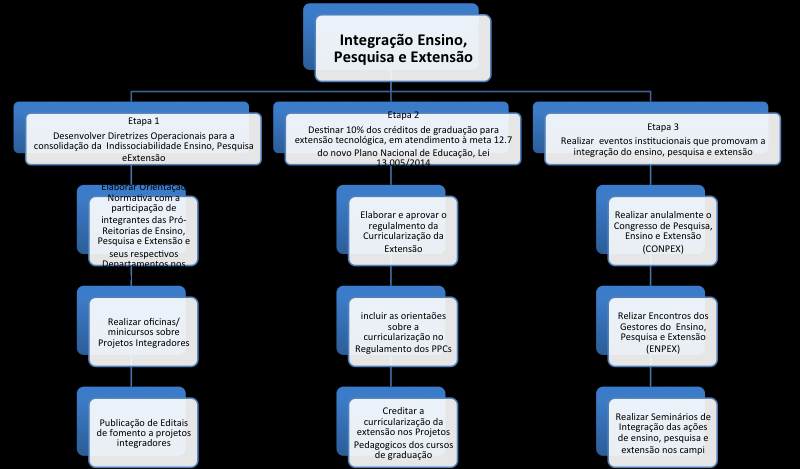 Integração Ensino,
Pesquisa e Extensão
Etapa 1
Desenvolver Diretrizes Operacionais para a
consolidação da Indissociabilidade Ensino, Pesquisa
eExtensão
Elaborar Orientação
Normativa com a
participação de
integrantes das Pró-
Reitorias de Ensino,
Pesquisa e Extensão e
seus respectivos
Departamentos nos
Realizar oficinas/
minicursos sobre
Projetos Integradores
Publicação de Editais
de fomento a projetos
integradores
Etapa 2
Destinar 10% dos créditos de graduação para
extensão tecnológica, em atendimento à meta 12.7
do novo Plano Nacional de Educação, Lei
13.005/2014
Elaborar e aprovar o
regulalmento da
Curricularização da
Extensão
incluir as orientaões
sobre a
curricularização no
Regulamento dos PPCs
Creditar a
curricularização da
extensão nos Projetos
Pedagogicos dos cursos
de graduação
Etapa 3
Realizar eventos institucionais que promovam a
integração do ensino, pesquisa e extensão
Realizar anulalmente o
Congresso de Pesquisa,
Ensino e Extensão
(CONPEX)
Relizar Encontros dos
Gestores do Ensino,
Pesquisa e Extensão
(ENPEX)
Realizar Seminários de
Integração das ações
de ensino, pesquisa e
extensão nos campi